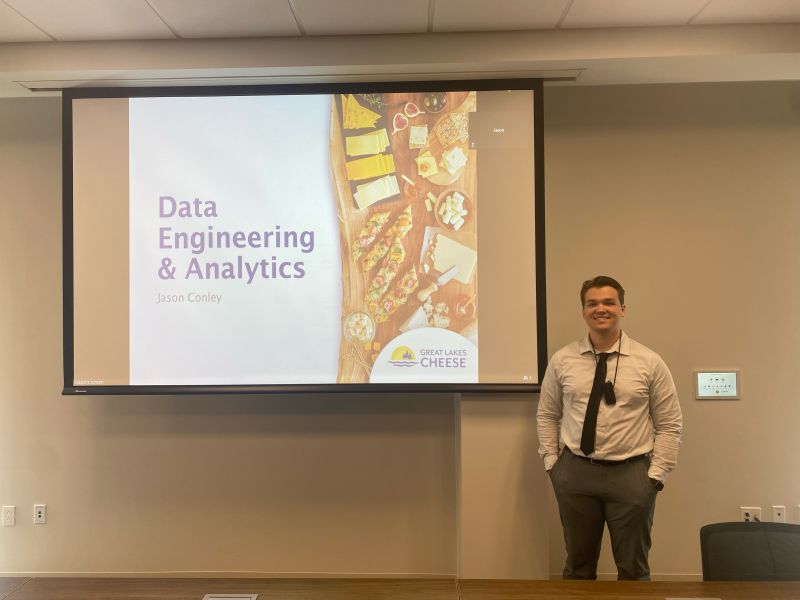 Data
Engineering
& Analytics
Jason Conley
Jason
GREAT LAKES
CHEESE